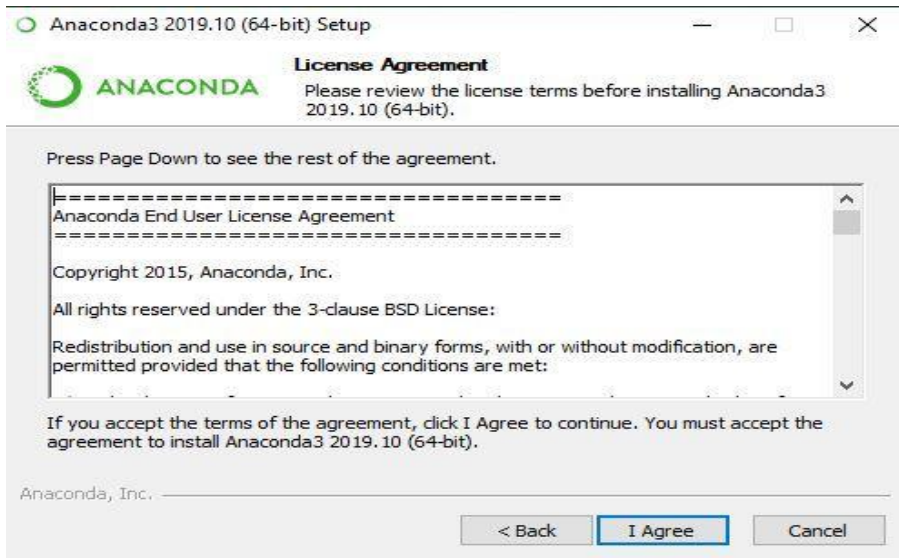 Anaconda3 2019.10 (64-bit) Setup
ANACONDA
License Agreement
Please review the license terms before installing Anaconda3
2019.10 (64-bit).
Press Page Down to see the rest of the agreement.
===================================
Anaconda End User License Agreement
===================================
Copyright 2015, Anaconda, Inc.
All rights reserved under the 3-clause BSD License:
Redistribution and use in source and binary forms, with or without modification, are
permitted provided that the following conditions are met:
If you accept the terms of the agreement, click I Agree to continue. You must accept the
agreement to install Anaconda3 2019.10 (64-bit).
Anaconda, Inc.
< Back
I Agree
Cancel